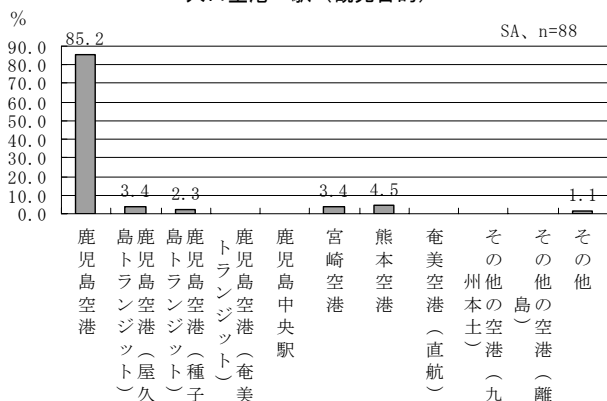 %
SA、n=88
90.0
80.0
70.0
60.0
50.0
40.0
30.0
20.0
10.0
0.0
85.2
3.4
2.3
3.4
4.5
1.1
鹿児島空港
鹿児島空港（屋久
島トランジット）
鹿児島空港（種子
島トランジット）
鹿児島空港（奄美
トランジット）
鹿児島中央駅
宮崎空港
熊本空港
奄美空港（直航）
その他の空港（九
州本土）
その他の空港（離
島）
その他